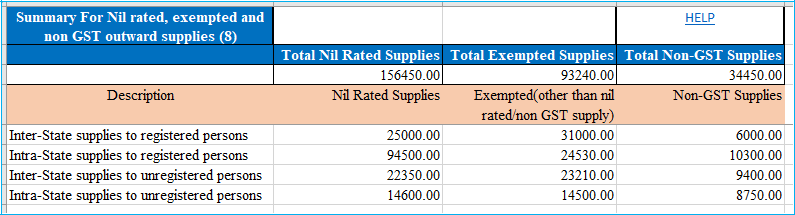 Summary For Nil rated, exempted and HELP
non GST outward supplies (8)
Total Nil Rated Supplies Total Exempted Supplies Total Non-GST Supplies
156450.00 93240.00 34450.00
Description Nil Rated Supplies Exempted(other than nil Non-GST Supplies
rated/non GST supply)
Inter-State supplies to registered persons 25000.00 31000.00 6000.00
Intra-State supplies to registered persons 94500.00 24530.00 10300.00
Inter-State supplies to unregistered persons 22350.00 23210.00 9400.00
Intra-State supplies to unregistered persons 14600.00 14500.00 8750.00